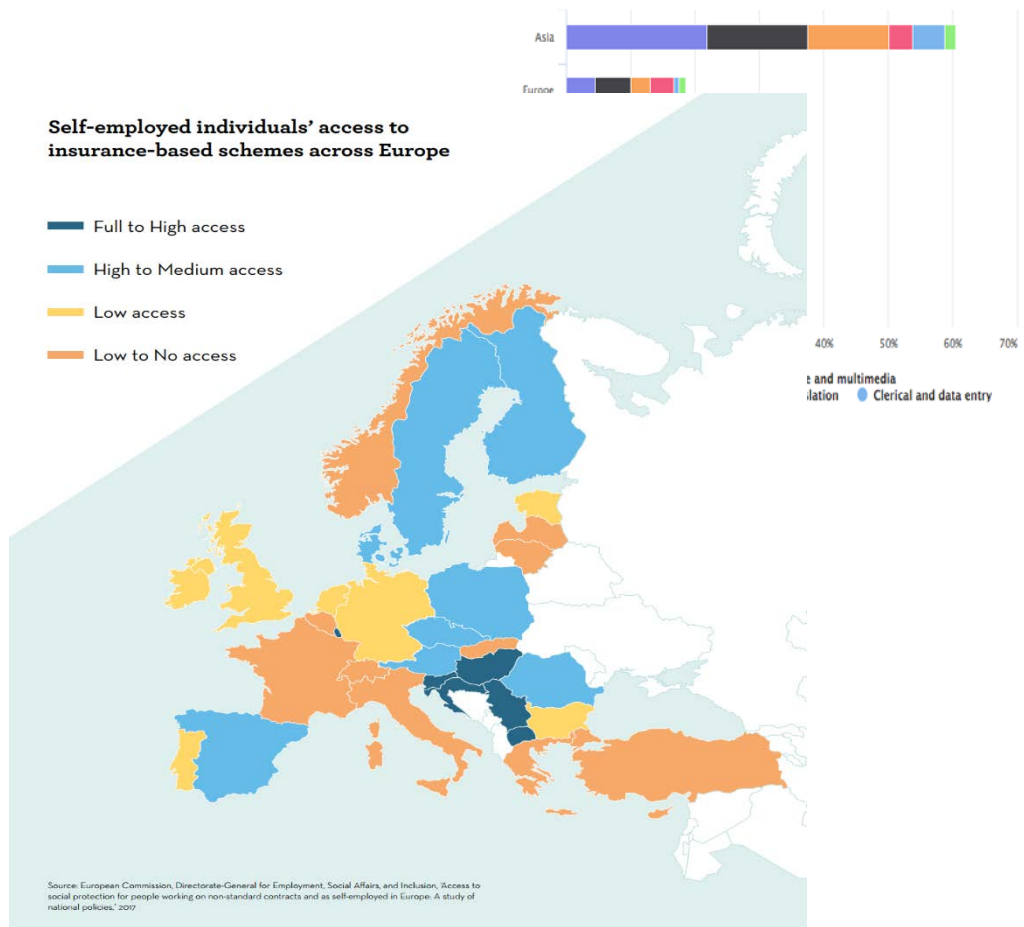 Asia
Europe
Self-employed individuals’ access to
insurance-based schemes across Europe
Full to High access
High to Medium access
Low access
Low to No access
40% 50% 60% 70%
e and multimedia
slation Clerical and data entry
Source: European Commission, Directorate-General for Employment, Social Affairs, and Inclusion, ‘Access to
social protection for people working on non-standard contracts and as self-employed in Europe: A study of
national policies,’ 2017